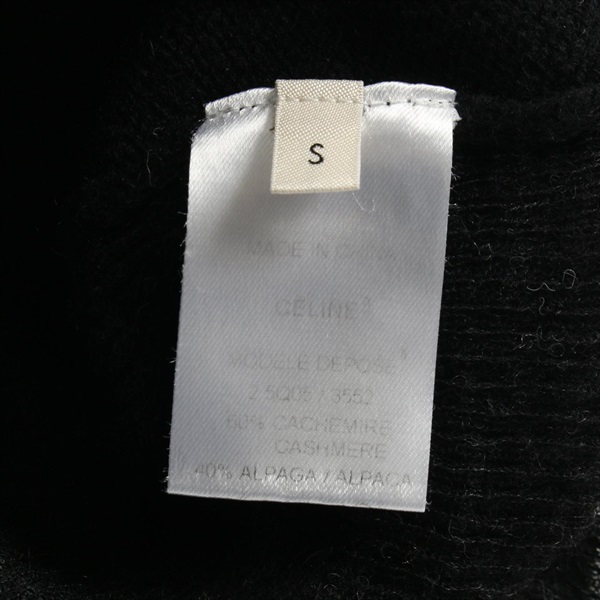 S
MADE IN CHINA
CELINE
MODELE DEPOSE
2 5Q05 / 3552
60% CACHEMIRE
CASHMERE
40% ALPAGA / ALPACA